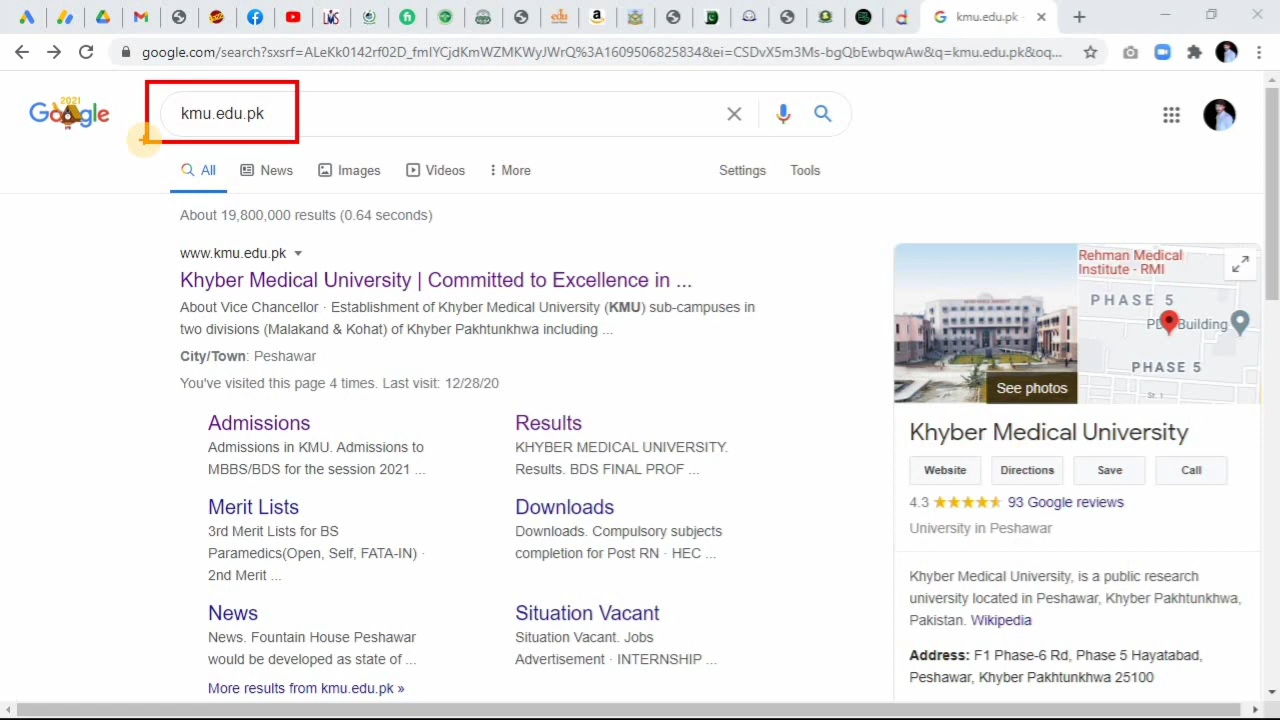 kmu.edu.pk -
google.com/search?sxsrf=ALeKk0142rf02D_fmIYCjdKmWZMKWyJWrQ%3A1609506825834&ei=CSDvX5m3Ms-bgQbEwbqwAw&q=kmu.edu.pk&oq...
2021
Google
kmu.edu.pk
All
News
Images
Videos
More
Settings
Tools
About 19,800,000 results (0.64 seconds)
www.kmu.edu.pk
Khyber Medical University | Committed to Excellence in ...
About Vice Chancellor · Establishment of Khyber Medical University (KMU) sub-campuses in
two divisions (Malakand & Kohat) of Khyber Pakhtunkhwa including ...
City/Town: Peshawar
You've visited this page 4 times. Last visit: 12/28/20
Admissions
Admissions in KMU. Admissions to
MBBS/BDS for the session 2021 ...
Results
KHYBER MEDICAL UNIVERSITY.
Results. BDS FINAL PROF ...
Merit Lists
3rd Merit Lists for BS
Paramedics(Open, Self, FATA-IN) ·
2nd Merit ...
Downloads
Downloads. Compulsory subjects
completion for Post RN · HEC ...
News
News. Fountain House Peshawar
would be developed as state of ...
Situation Vacant
Situation Vacant. Jobs
Advertisement · INTERNSHIP ...
More results from kmu.edu.pk »
See photos
Rehman Medical
Institute - RMI
PHASE 5
Building
PHASE 5
St. 1
Khyber Medical University
Website
Directions
Save
Call
4.3
93 Google reviews
University in Peshawar
Khyber Medical University, is a public research
university located in Peshawar, Khyber Pakhtunkhwa,
Pakistan. Wikipedia
Address: F1 Phase-6 Rd, Phase 5 Hayatabad,
Peshawar, Khyber Pakhtunkhwa 25100